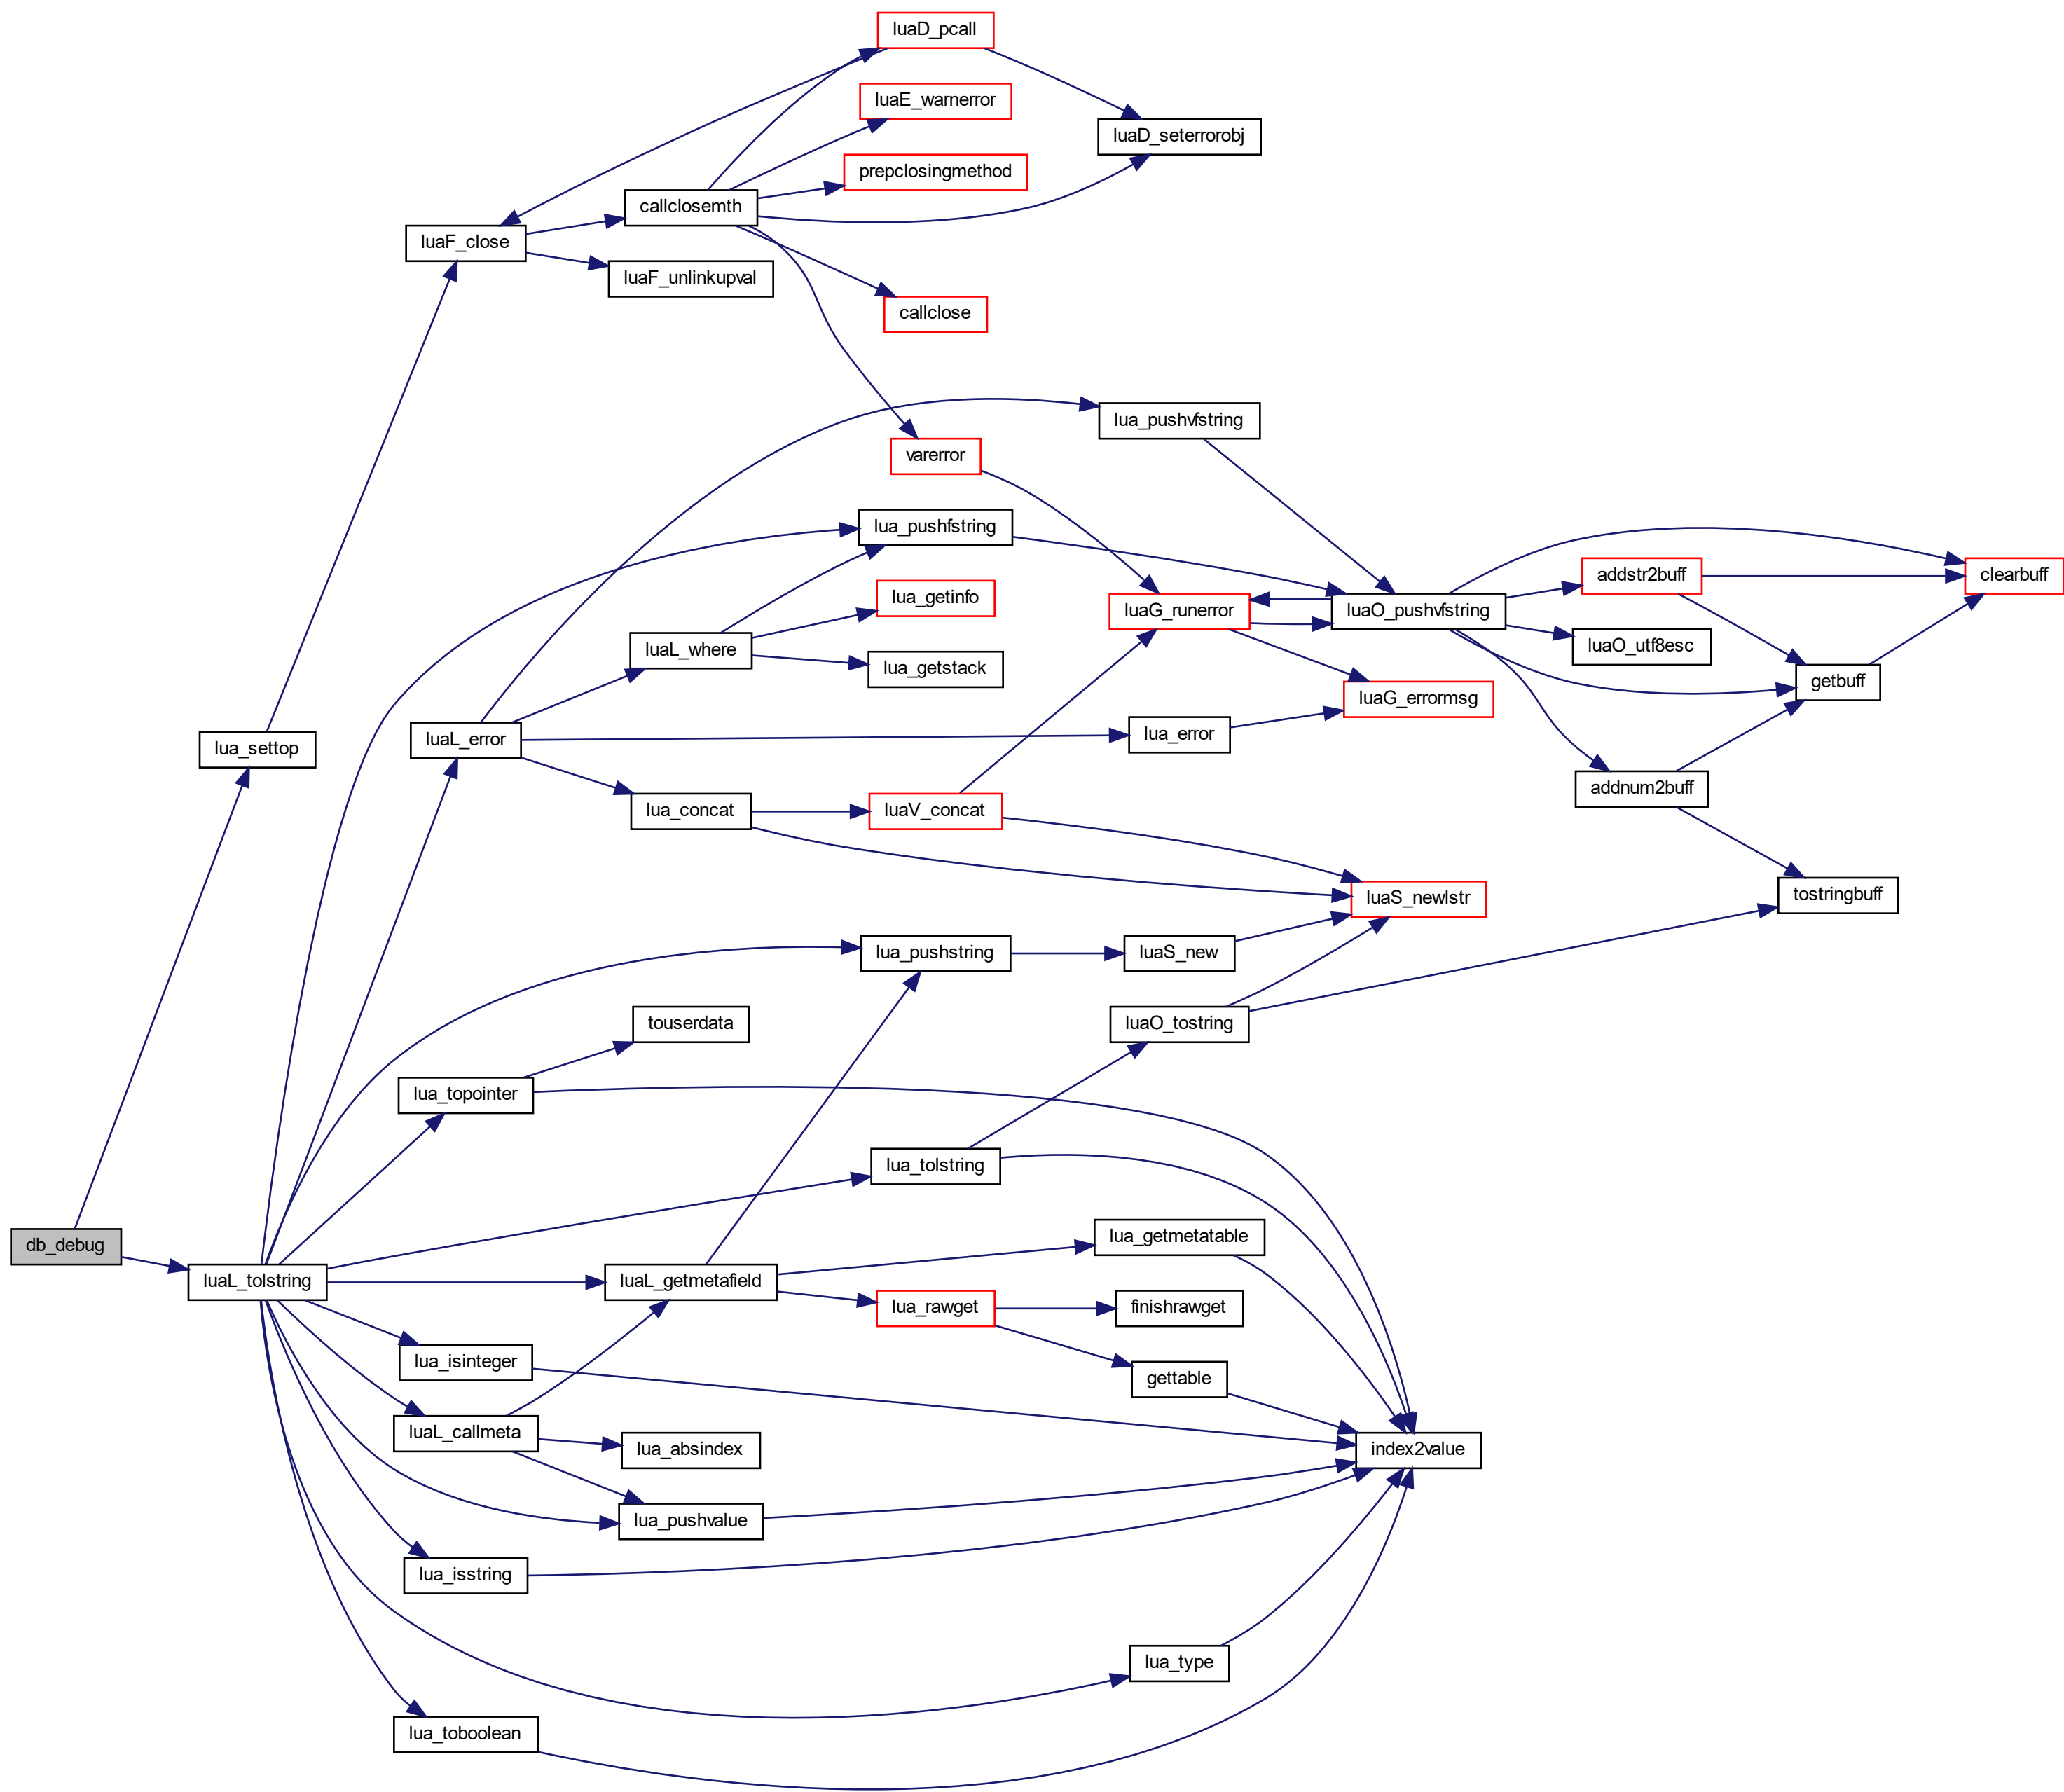 luaD_pcall
luaE_warnerror
luaD_seterrorobj
prepclosingmethod
callclosemth
luaF_close
luaF_unlinkupval
callclose
lua_pushvfstring
varerror
lua_pushfstring
addstr2buff
clearbuff
lua_getinfo
luaG_runerror
luaO_pushvfstring
luaL_where
luaO_utf8esc
lua_getstack
getbuff
luaG_errormsg
lua_settop
luaL_error
lua_error
addnum2buff
lua_concat
luaV_concat
tostringbuff
luaS_newlstr
lua_pushstring
luaS_new
touserdata
luaO_tostring
lua_topointer
lua_tolstring
lua_getmetatable
db_debug
luaL_tolstring
luaL_getmetafield
lua_rawget
finishrawget
lua_isinteger
gettable
luaL_callmeta
lua_absindex
index2value
lua_pushvalue
lua_isstring
lua_type
lua_toboolean